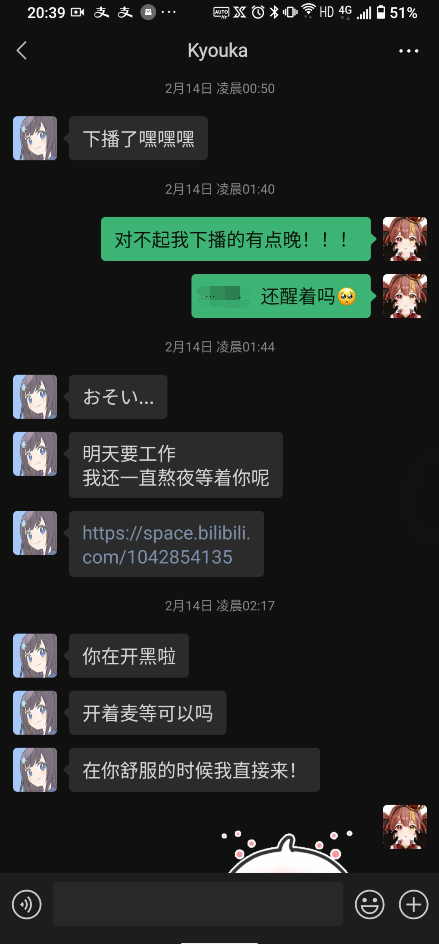 20:39 支 支 ··· AUTO HD 4G 51%
Kyouka
2月14日 凌晨00:50
下播了嘿嘿嘿
2月14日 凌晨01:40
对不起我下播的有点晚！！！
还醒着吗🥺
2月14日 凌晨01:44
おそい...
明天要工作
我还一直熬夜等着你呢
https://space.bilibili.
com/1042854135
2月14日 凌晨02:17
你在开黑啦
开着麦等可以吗
在你舒服的时候我直接来！